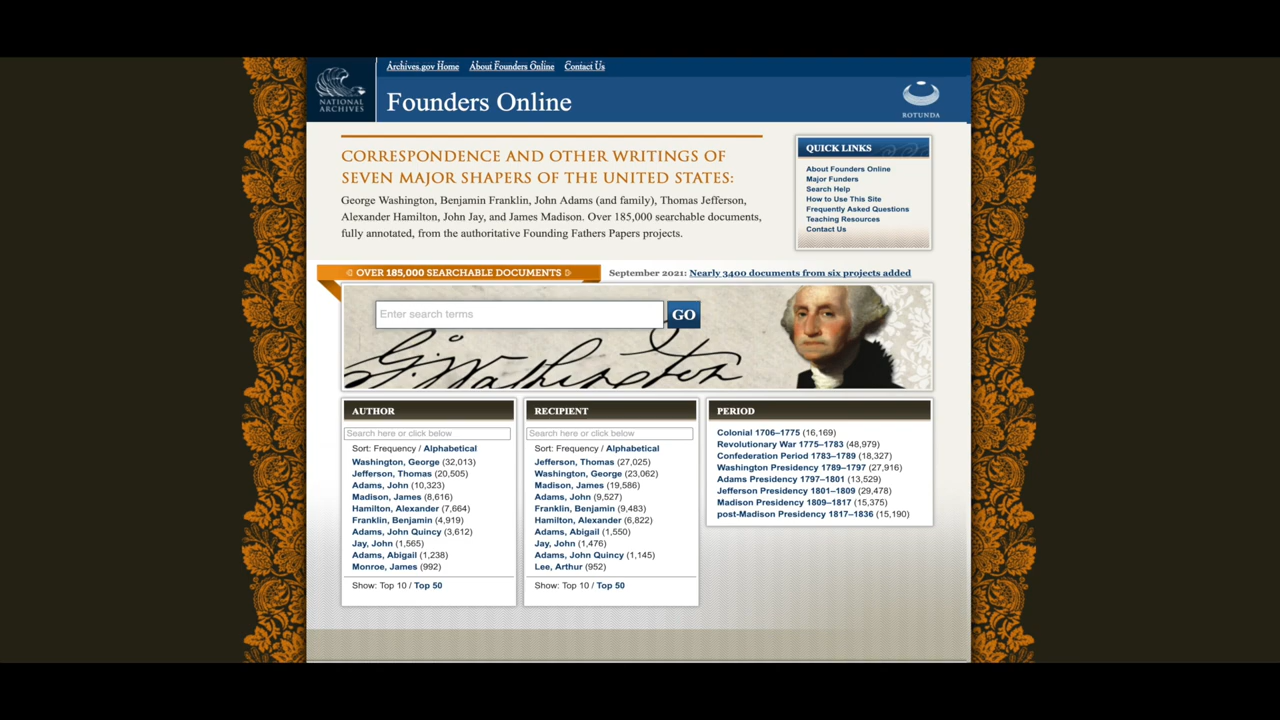 Archives.gov Home About Founders Online Contact Us
NATIONAL
ARCHIVES
Founders Online
ROTUNDA
CORRESPONDENCE AND OTHER WRITINGS OF
SEVEN MAJOR SHAPERS OF THE UNITED STATES:
George Washington, Benjamin Franklin, John Adams (and family), Thomas Jefferson,
Alexander Hamilton, John Jay, and James Madison. Over 185,000 searchable documents,
fully annotated, from the authoritative Founding Fathers Papers projects.
QUICK LINKS
About Founders Online
Major Funders
Search Help
How to Use This Site
Frequently Asked Questions
Teaching Resources
Contact Us
OVER 185,000 SEARCHABLE DOCUMENTS
September 2021: Nearly 3400 documents from six projects added
Enter search terms
GO
G. Washington
AUTHOR
Search here or click below
Sort: Frequency / Alphabetical
Washington, George (32,013)
Jefferson, Thomas (20,505)
Adams, John (10,323)
Madison, James (8,616)
Hamilton, Alexander (7,664)
Franklin, Benjamin (4,919)
Adams, John Quincy (3,612)
Jay, John (1,565)
Adams, Abigail (1,238)
Monroe, James (992)
Show: Top 10 / Top 50
RECIPIENT
Search here or click below
Sort: Frequency / Alphabetical
Jefferson, Thomas (27,025)
Washington, George (23,062)
Madison, James (19,586)
Adams, John (9,527)
Franklin, Benjamin (9,483)
Hamilton, Alexander (6,822)
Adams, Abigail (1,550)
Jay, John (1,476)
Adams, John Quincy (1,145)
Lee, Arthur (952)
Show: Top 10 / Top 50
PERIOD
Colonial 1706–1775 (16,169)
Revolutionary War 1775–1783 (48,979)
Confederation Period 1783–1789 (18,327)
Washington Presidency 1789–1797 (27,916)
Adams Presidency 1797–1801 (13,529)
Jefferson Presidency 1801–1809 (29,478)
Madison Presidency 1809–1817 (15,375)
post-Madison Presidency 1817–1836 (15,190)